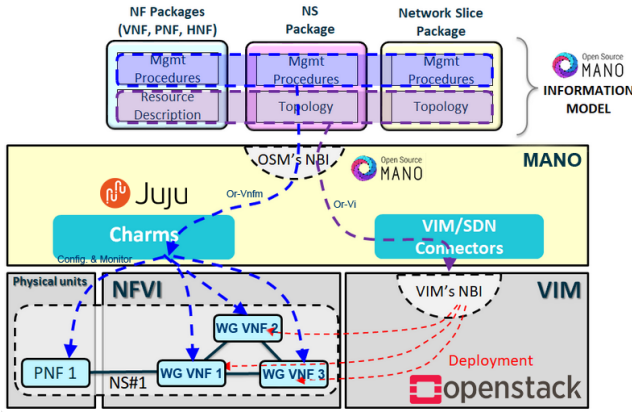 NF Packages
(VNF, PNF, HNF)
NS
Package
Network Slice
Package
Mgmt
Procedures
Mgmt
Procedures
Mgmt
Procedures
Resource
Description
Topology
Topology
Open Source
MANO
INFORMATION
MODEL
OSM's NBI
Open Source
MANO
MANO
JUJU
Or-Vnfm
Or-Vi
Charms
VIM/SDN
Connectors
Config. & Monitor
Physical units
NFVI
VIM's NBI
VIM
WG VNF 2
PNF 1
NS#1
WG VNF 1
WG VNF 3
Deployment
openstack